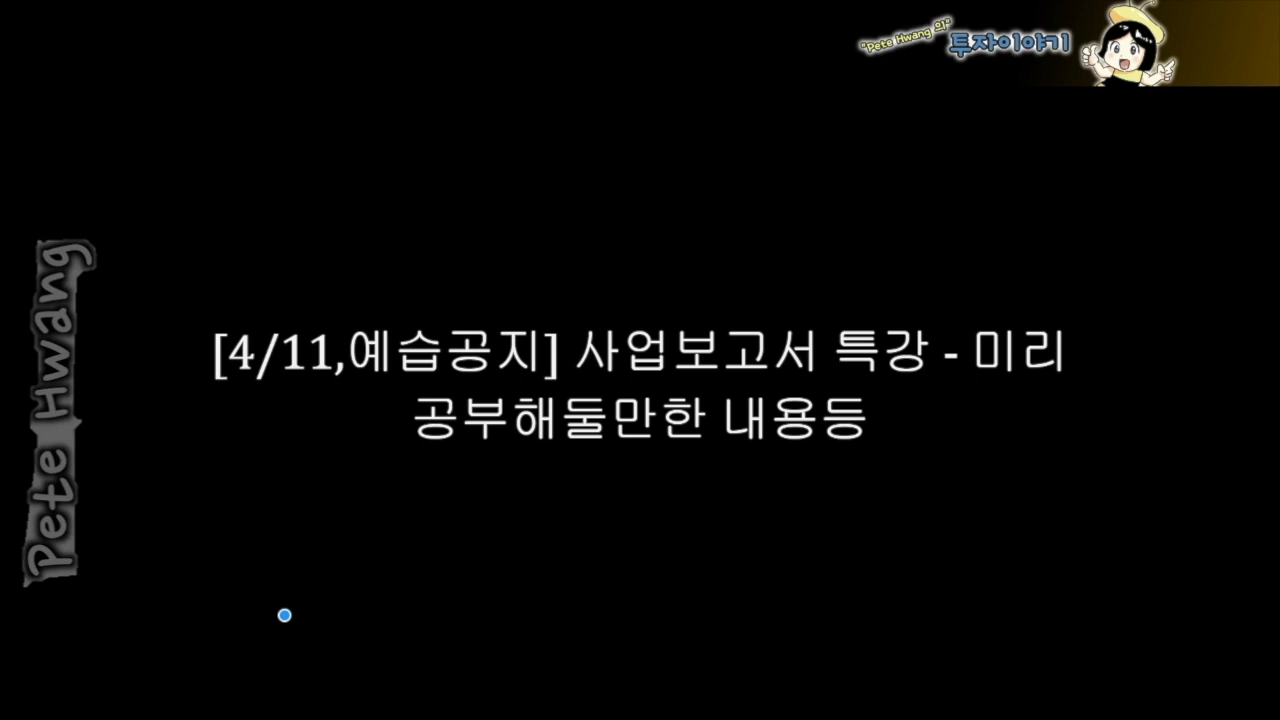 "Pete Hwang 의" 투자이야기
Pete Hwang
[4/11,예습공지] 사업보고서 특강 - 미리
공부해둘만한 내용등